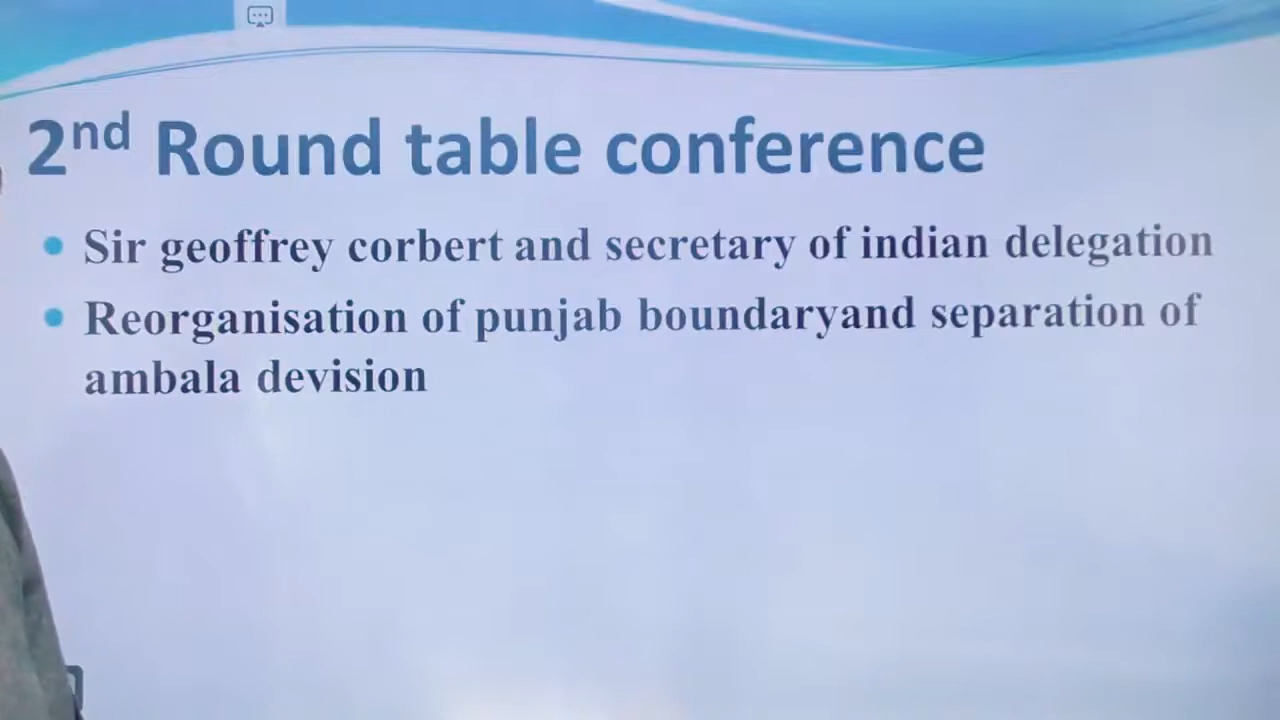 2nd Round table conference
• Sir geoffrey corbert and secretary of indian delegation
• Reorganisation of punjab boundaryand separation of
ambala devision